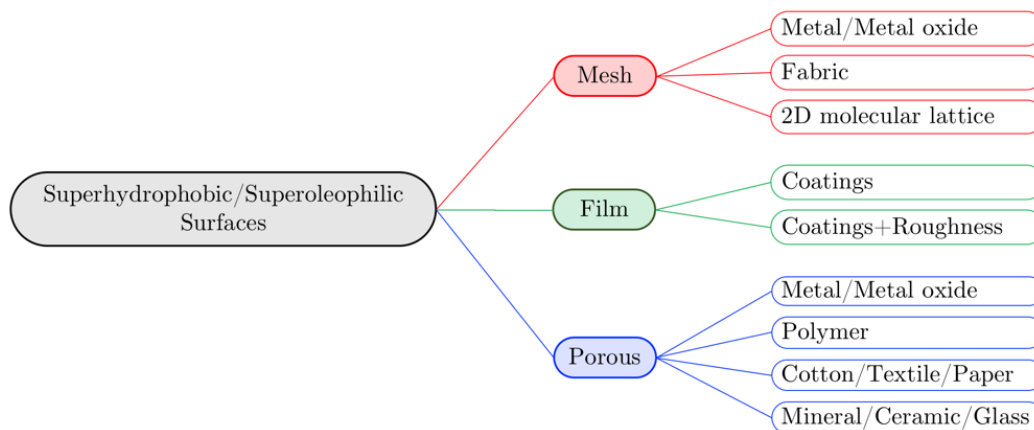 Superhydrophobic/Superoleophilic
Surfaces
Mesh
Metal/Metal oxide
Fabric
2D molecular lattice
Film
Coatings
Coatings+Roughness
Porous
Metal/Metal oxide
Polymer
Cotton/Textile/Paper
Mineral/Ceramic/Glass